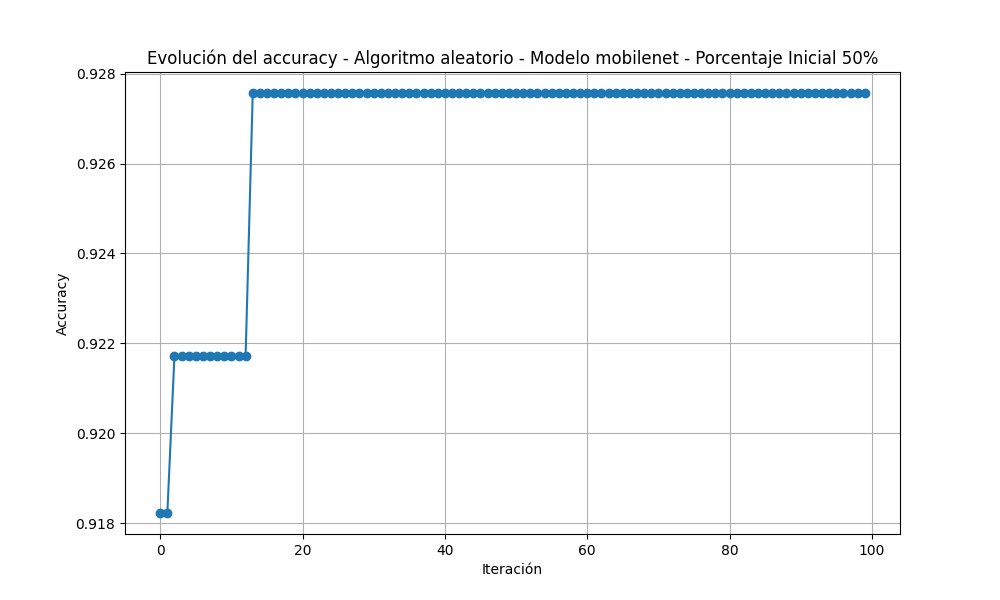 Evolución del accuracy - Algoritmo aleatorio - Modelo mobilenet - Porcentaje Inicial 50%
0.928
0.926
0.924
0.922
0.920
0.918
Accuracy
0 20 40 60 80 100
Iteración